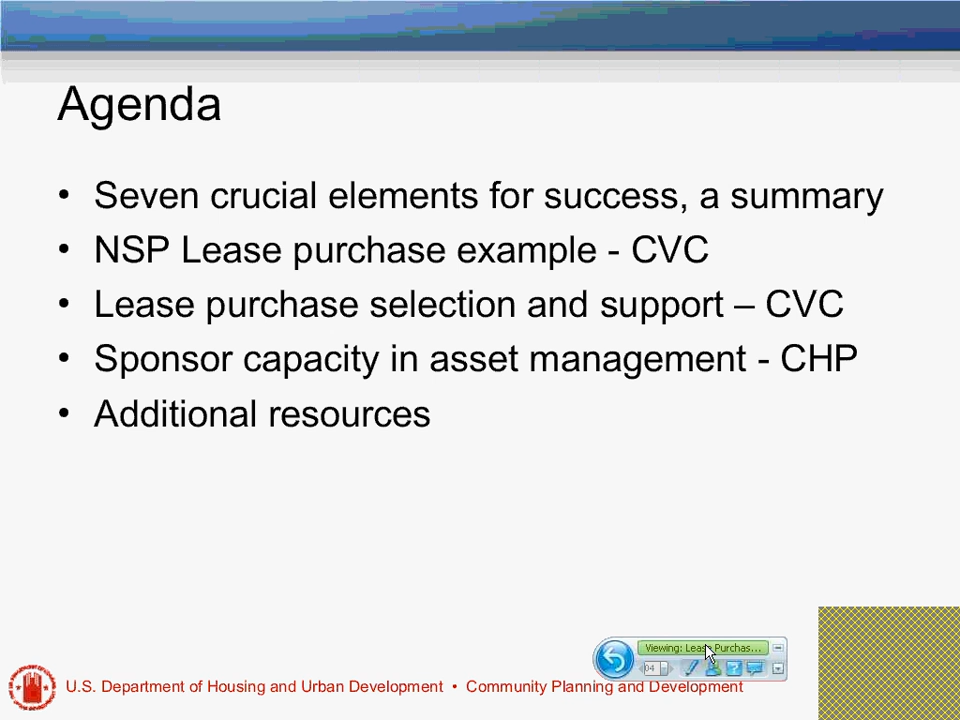 Agenda
• Seven crucial elements for success, a summary
• NSP Lease purchase example - CVC
• Lease purchase selection and support – CVC
• Sponsor capacity in asset management - CHP
• Additional resources
Viewing: Lease Purchas...
04
U.S. Department of Housing and Urban Development • Community Planning and Development